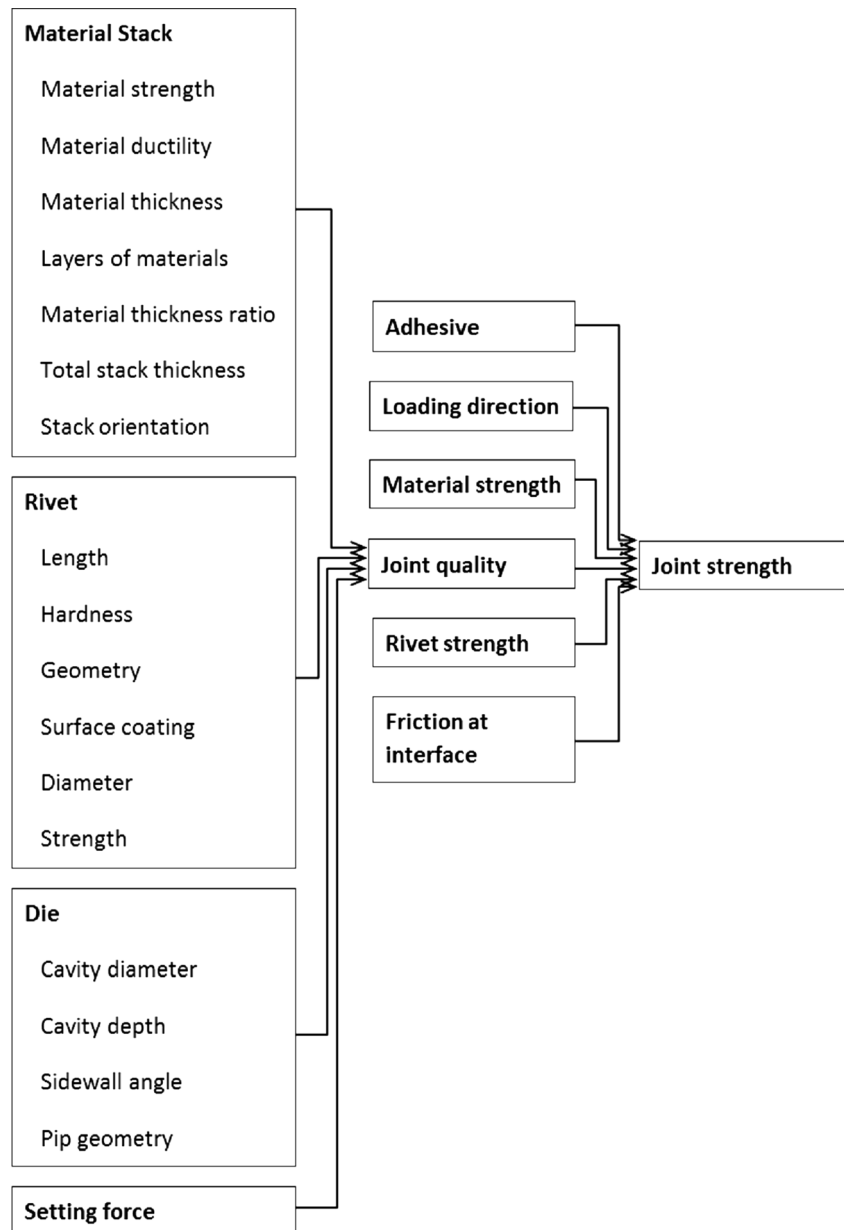 Material Stack
Material strength
Material ductility
Material thickness
Layers of materials
Material thickness ratio
Total stack thickness
Stack orientation
Rivet
Length
Hardness
Geometry
Surface coating
Diameter
Strength
Die
Cavity diameter
Cavity depth
Sidewall angle
Pip geometry
Setting force
Adhesive
Loading direction
Material strength
Joint quality
Rivet strength
Friction at
interface
Joint strength